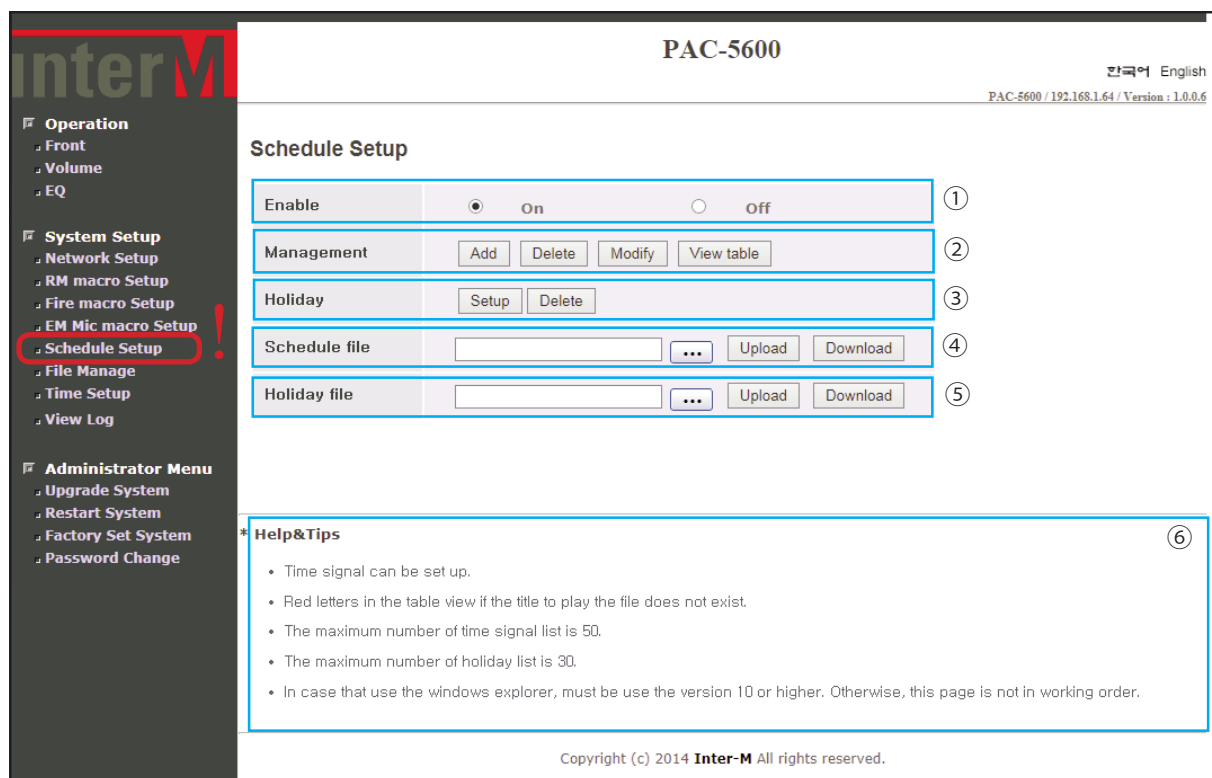 interM
PAC-5600
한국어 English
PAC-5600 / 192.168.1.64 / Version : 1.0.0.6
Operation
Front
Volume
EQ
System Setup
Network Setup
RM macro Setup
Fire macro Setup
EM Mic macro Setup
Schedule Setup !
File Manage
Time Setup
View Log
Administrator Menu
Upgrade System
Restart System
Factory Set System
Password Change
Schedule Setup
Enable On Off ①
Management Add Delete Modify View table ②
Holiday Setup Delete ③
Schedule file ... Upload Download ④
Holiday file ... Upload Download ⑤
* Help&Tips ⑥
• Time signal can be set up.
• Red letters in the table view if the title to play the file does not exist.
• The maximum number of time signal list is 50.
• The maximum number of holiday list is 30.
• In case that use the windows explorer, must be use the version 10 or higher. Otherwise, this page is not in working order.
Copyright (c) 2014 Inter-M All rights reserved.